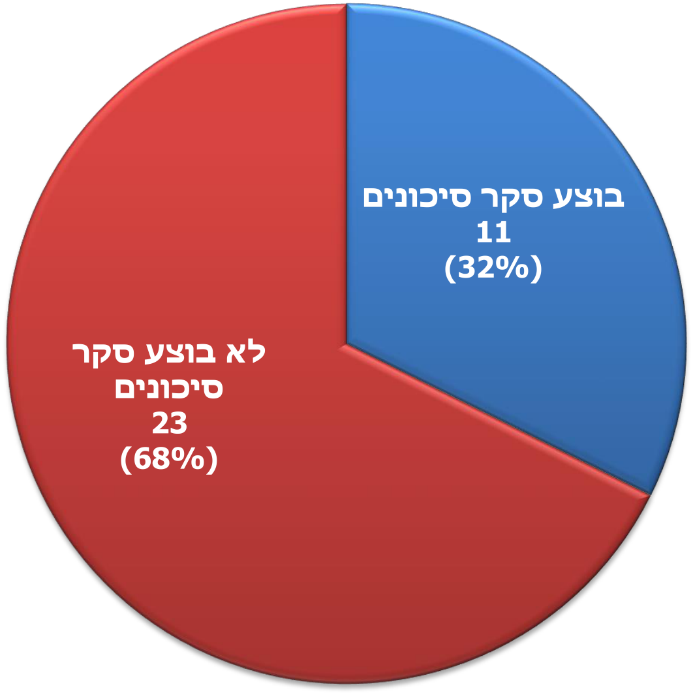 בוצע סקר סיכונים
11
(32%)
לא בוצע סקר
סיכונים
23
(68%)